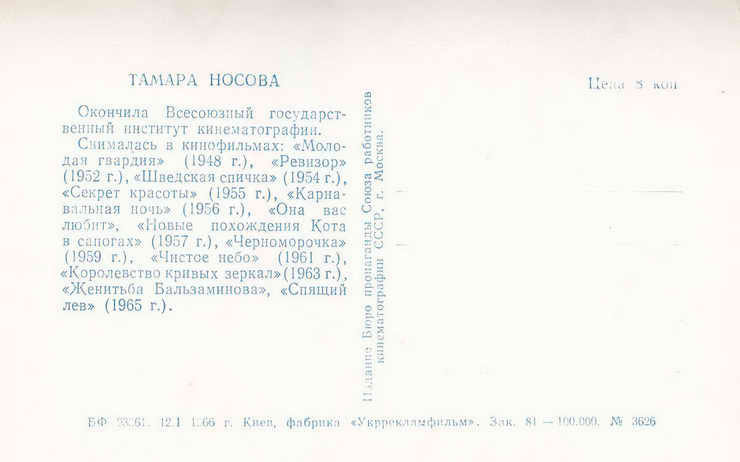 ТАМАРА НОСОВА
Цена 8 коп
Окончила Всесоюзный государст-
венный институт кинематографии.
Снималась в кинофильмах: «Моло-
дая гвардия» (1948 г.), «Ревизор»
(1952 г.), «Шведская спичка» (1954 г.),
«Секрет красоты» (1955 г.), «Карна-
вальная ночь» (1956 г.), «Она вас
любит», «Новые похождения Кота
в сапогах» (1957 г.), «Черноморочка»
(1959 г.), «Чистое небо» (1961 г.),
«Королевство кривых зеркал» (1963 г.),
«Женитьба Бальзаминова», «Спящий
лев» (1965 г.).
Издание Бюро пропаганды Союза работников
кинематографии СССР, г. Москва.
БФ 12.I 1966 г. Киев, фабрика «Укррекламфильм». Зак. 81 — 100.000. № 3626